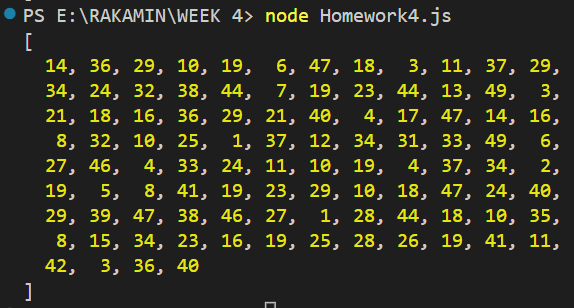 PS E:\RAKAMIN\WEEK 4> node Homework4.js
[
  14, 36, 29, 10, 19,  6, 47, 18,  3, 11, 37, 29,
  34, 24, 32, 38, 44,  7, 19, 23, 44, 13, 49,  3,
  21, 18, 16, 36, 29, 21, 40,  4, 17, 47, 14, 16,
   8, 32, 10, 25,  1, 37, 12, 34, 31, 33, 49,  6,
  27, 46,  4, 33, 24, 11, 10, 19,  4, 37, 34,  2,
  19,  5,  8, 41, 19, 23, 29, 10, 18, 47, 24, 40,
  29, 39, 47, 38, 46, 27,  1, 28, 44, 18, 10, 35,
   8, 15, 34, 23, 16, 19, 25, 28, 26, 19, 41, 11,
  42,  3, 36, 40
]